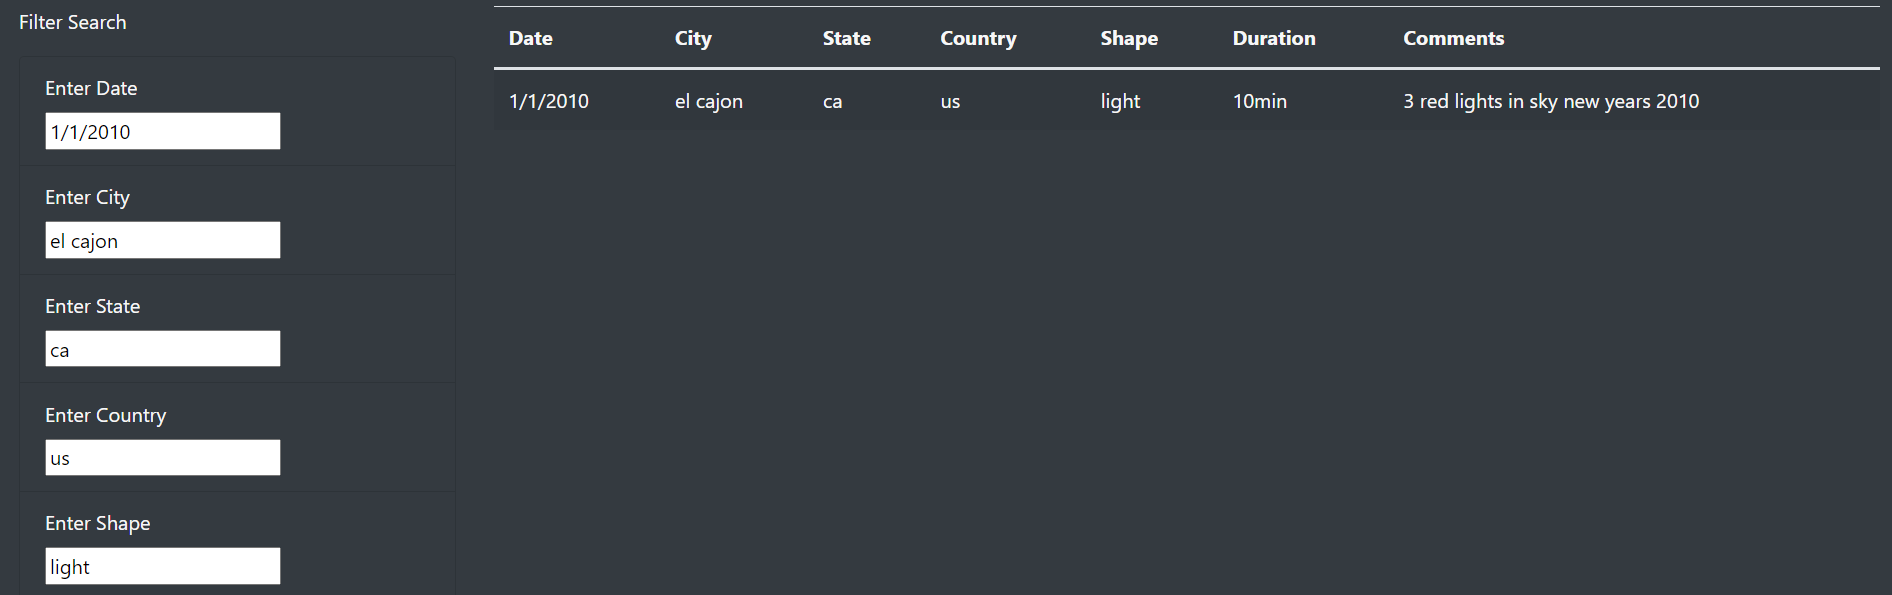 Filter Search
Enter Date
1/1/2010
Enter City
el cajon
Enter State
ca
Enter Country
us
Enter Shape
light
Date City State Country Shape Duration Comments
1/1/2010 el cajon ca us light 10min 3 red lights in sky new years 2010